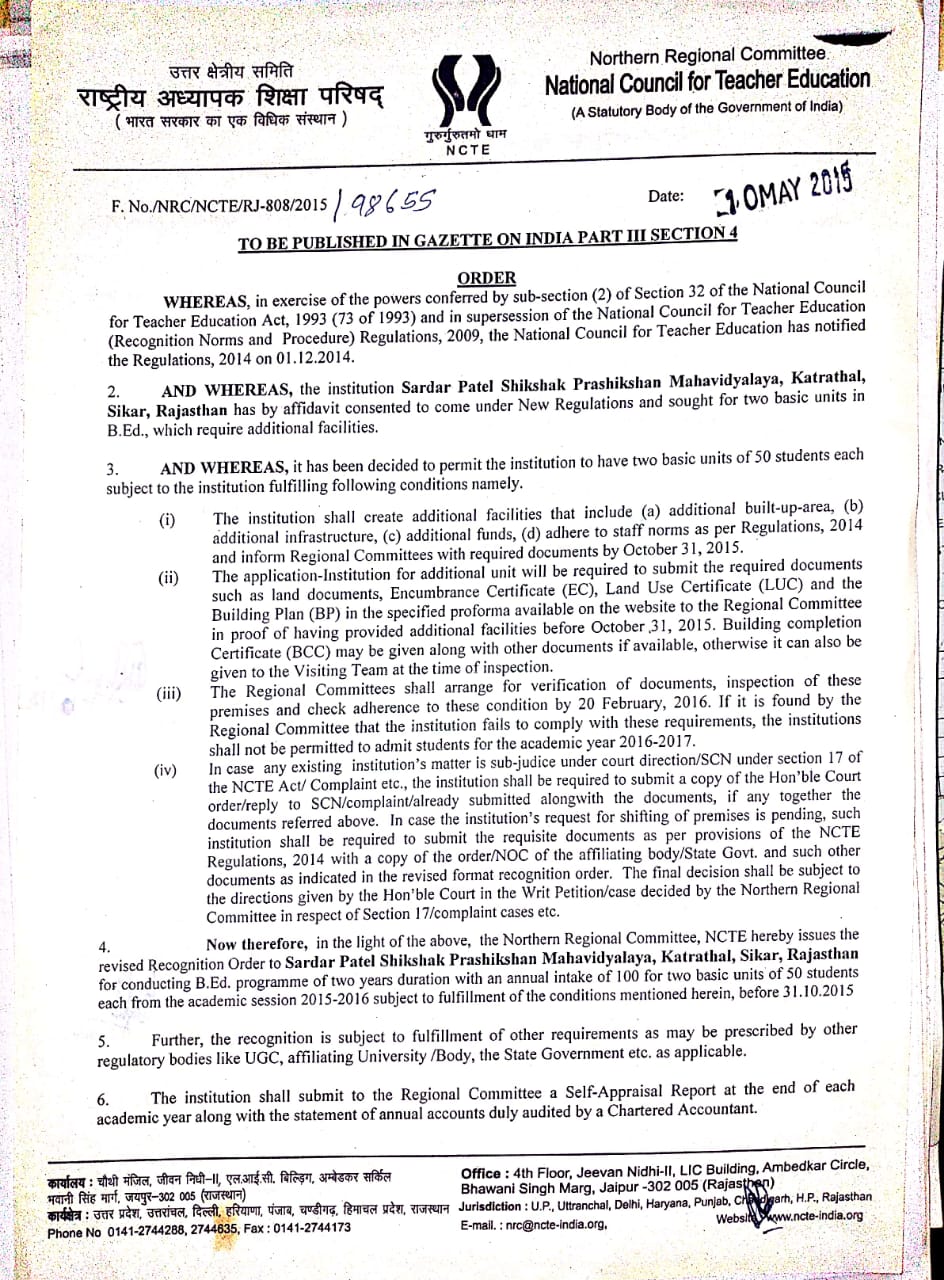 उत्तर क्षेत्रीय समिति
राष्ट्रीय अध्यापक शिक्षा परिषद्
( भारत सरकार का एक विधिक संस्थान )
गुरुर्गुरुतमो धाम
NCTE
Northern Regional Committee
National Council for Teacher Education
(A Statutory Body of the Government of India)
F. No./NRC/NCTE/RJ-808/2015 / 98655
Date: 10 MAY 2015
TO BE PUBLISHED IN GAZETTE ON INDIA PART III SECTION 4
ORDER
WHEREAS, in exercise of the powers conferred by sub-section (2) of Section 32 of the National Council
for Teacher Education Act, 1993 (73 of 1993) and in supersession of the National Council for Teacher Education
(Recognition Norms and Procedure) Regulations, 2009, the National Council for Teacher Education has notified
the Regulations, 2014 on 01.12.2014.
2. AND WHEREAS, the institution Sardar Patel Shikshak Prashikshan Mahavidyalaya, Katrathal,
Sikar, Rajasthan has by affidavit consented to come under New Regulations and sought for two basic units in
B.Ed., which require additional facilities.
3. AND WHEREAS, it has been decided to permit the institution to have two basic units of 50 students each
subject to the institution fulfilling following conditions namely.
(i) The institution shall create additional facilities that include (a) additional built-up-area, (b)
additional infrastructure, (c) additional funds, (d) adhere to staff norms as per Regulations, 2014
and inform Regional Committees with required documents by October 31, 2015.
(ii) The application-Institution for additional unit will be required to submit the required documents
such as land documents, Encumbrance Certificate (EC), Land Use Certificate (LUC) and the
Building Plan (BP) in the specified proforma available on the website to the Regional Committee
in proof of having provided additional facilities before October 31, 2015. Building completion
Certificate (BCC) may be given along with other documents if available, otherwise it can also be
given to the Visiting Team at the time of inspection.
(iii) The Regional Committees shall arrange for verification of documents, inspection of these
premises and check adherence to these condition by 20 February, 2016. If it is found by the
Regional Committee that the institution fails to comply with these requirements, the institutions
shall not be permitted to admit students for the academic year 2016-2017.
(iv) In case any existing institution's matter is sub-judice under court direction/SCN under section 17 of
the NCTE Act/ Complaint etc., the institution shall be required to submit a copy of the Hon'ble Court
order/reply to SCN/complaint/already submitted alongwith the documents, if any together the
documents referred above. In case the institution's request for shifting of premises is pending, such
institution shall be required to submit the requisite documents as per provisions of the NCTE
Regulations, 2014 with a copy of the order/NOC of the affiliating body/State Govt. and such other
documents as indicated in the revised format recognition order. The final decision shall be subject to
the directions given by the Hon'ble Court in the Writ Petition/case decided by the Northern Regional
Committee in respect of Section 17/complaint cases etc.
4. Now therefore, in the light of the above, the Northern Regional Committee, NCTE hereby issues the
revised Recognition Order to Sardar Patel Shikshak Prashikshan Mahavidyalaya, Katrathal, Sikar, Rajasthan
for conducting B.Ed. programme of two years duration with an annual intake of 100 for two basic units of 50 students
each from the academic session 2015-2016 subject to fulfillment of the conditions mentioned herein, before 31.10.2015
5. Further, the recognition is subject to fulfillment of other requirements as may be prescribed by other
regulatory bodies like UGC, affiliating University /Body, the State Government etc. as applicable.
6. The institution shall submit to the Regional Committee a Self-Appraisal Report at the end of each
academic year along with the statement of annual accounts duly audited by a Chartered Accountant.
कार्यालय : चौथी मंजिल, जीवन निधी–II, एल.आई.सी. बिल्डिंग, अम्बेडकर सर्किल
भवानी सिंह मार्ग, जयपुर–302 005 (राजस्थान)
कार्यक्षेत्र : उत्तर प्रदेश, उत्तरांचल, दिल्ली, हरियाणा, पंजाब, चण्डीगढ़, हिमाचल प्रदेश, राजस्थान
Phone No 0141-2744288, 2744635, Fax : 0141-2744173
Office : 4th Floor, Jeevan Nidhi-II, LIC Building, Ambedkar Circle,
Bhawani Singh Marg, Jaipur -302 005 (Rajasthan)
Jurisdiction : U.P., Uttranchal, Delhi, Haryana, Punjab, Chandigarh, H.P., Rajasthan
E-mail. : nrc@ncte-india.org, Website www.ncte-india.org